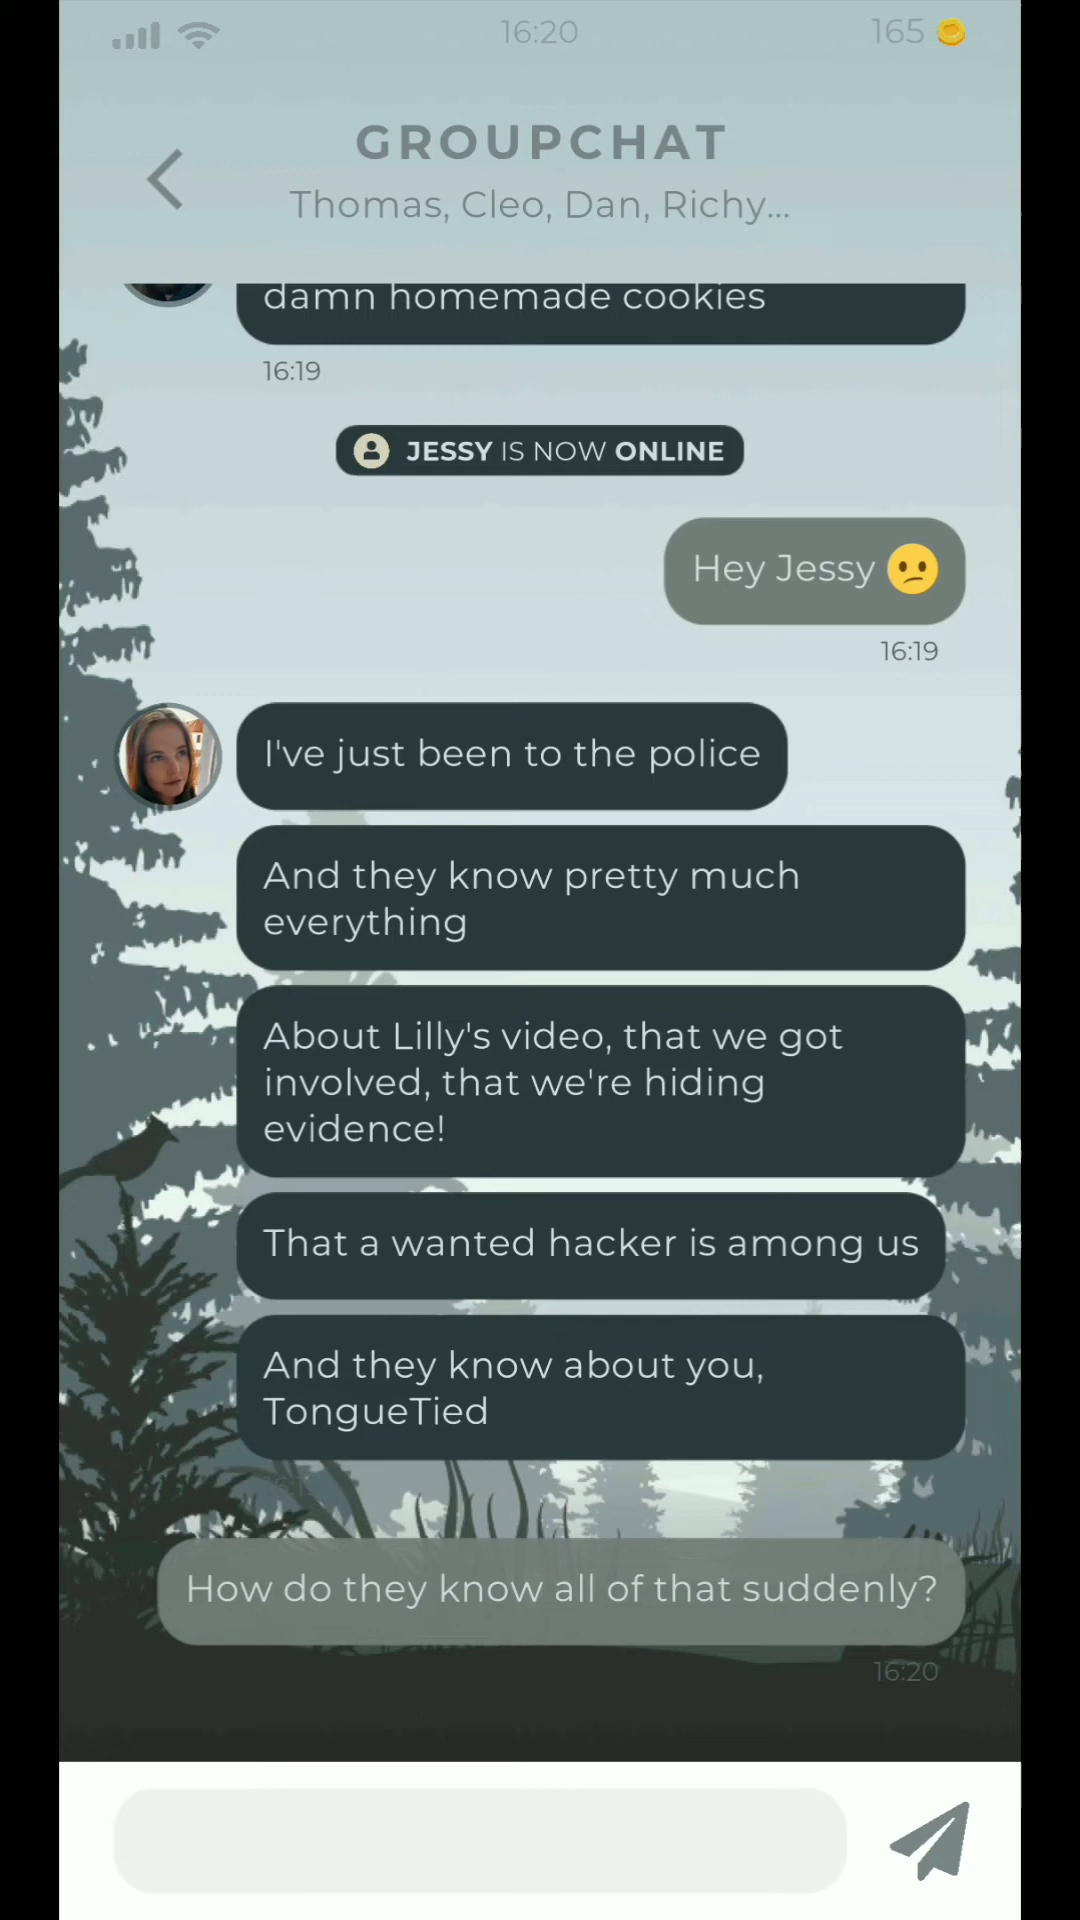 16:20
165
GROUPCHAT
Thomas, Cleo, Dan, Richy...
damn homemade cookies
16:19
JESSY IS NOW ONLINE
Hey Jessy 😕
16:19
I've just been to the police
And they know pretty much
everything
About Lilly's video, that we got
involved, that we're hiding
evidence!
That a wanted hacker is among us
And they know about you,
TongueTied
How do they know all of that suddenly?
16:20